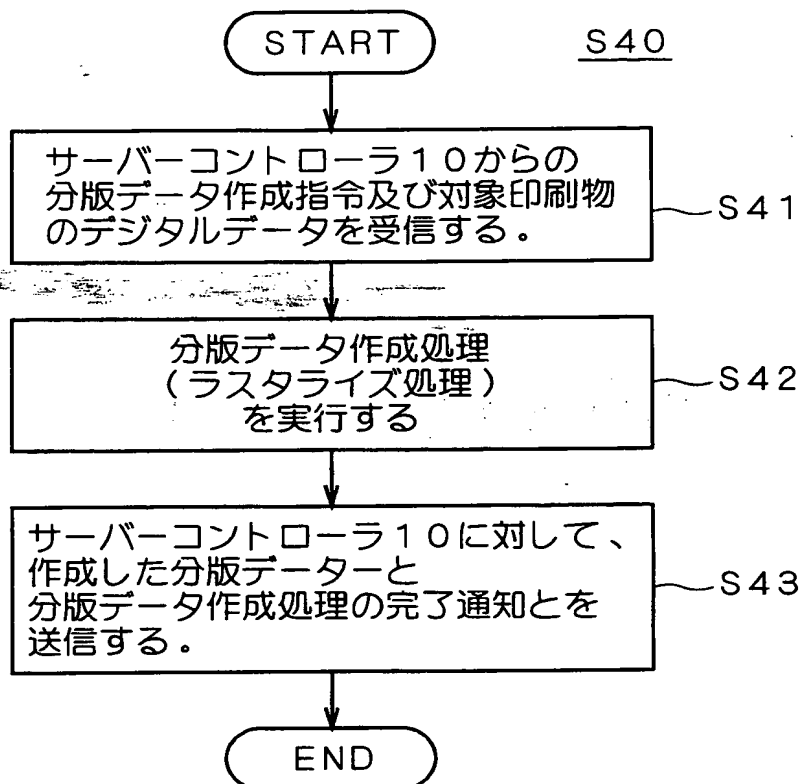 START
S40
サーバーコントローラ10からの
分版データ作成指令及び対象印刷物
のデジタルデータを受信する。
S41
分版データ作成処理
(ラスタライズ処理)
を実行する
S42
サーバーコントローラ10に対して、
作成した分版データーと
分版データ作成処理の完了通知とを
送信する。
S43
END